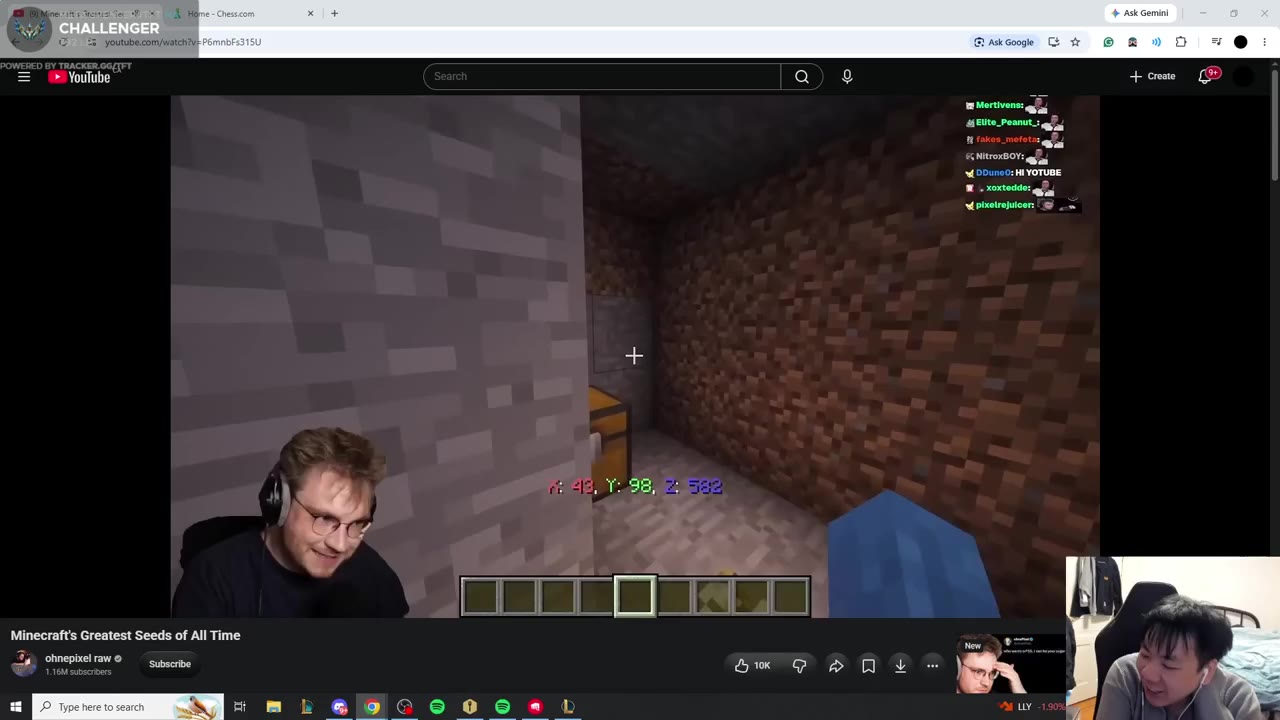 Home - Chess.com
Ask Gemini
CHALLENGER
youtube.com/watch?v=P6mnbFs315U
Ask Google
POWERED BY TRACKER.GG/TFT
YouTube CA
Search
Create
9+
Mertivens:
Elite_Peanut_:
fakes_mefeta:
NitroxBOY:
DDune0: HI YOTUBE
xoxtedde:
pixelrejuicer:
X: 43, Y: 98, Z: 582
Minecraft's Greatest Seeds of All Time
ohnepixel raw
1.16M subscribers
Subscribe
10K
New
Type here to search
LLY -1.90%